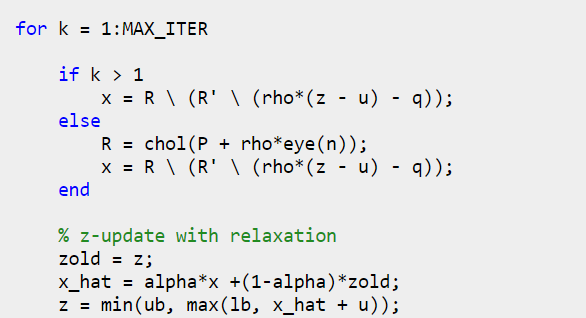 for k = 1:MAX_ITER
if k > 1
x = R \ (R' \ (rho*(z - u) - q));
else
R = chol(P + rho*eye(n));
x = R \ (R' \ (rho*(z - u) - q));
end
% z-update with relaxation
zold = z;
x_hat = alpha*x +(1-alpha)*zold;
z = min(ub, max(lb, x_hat + u));